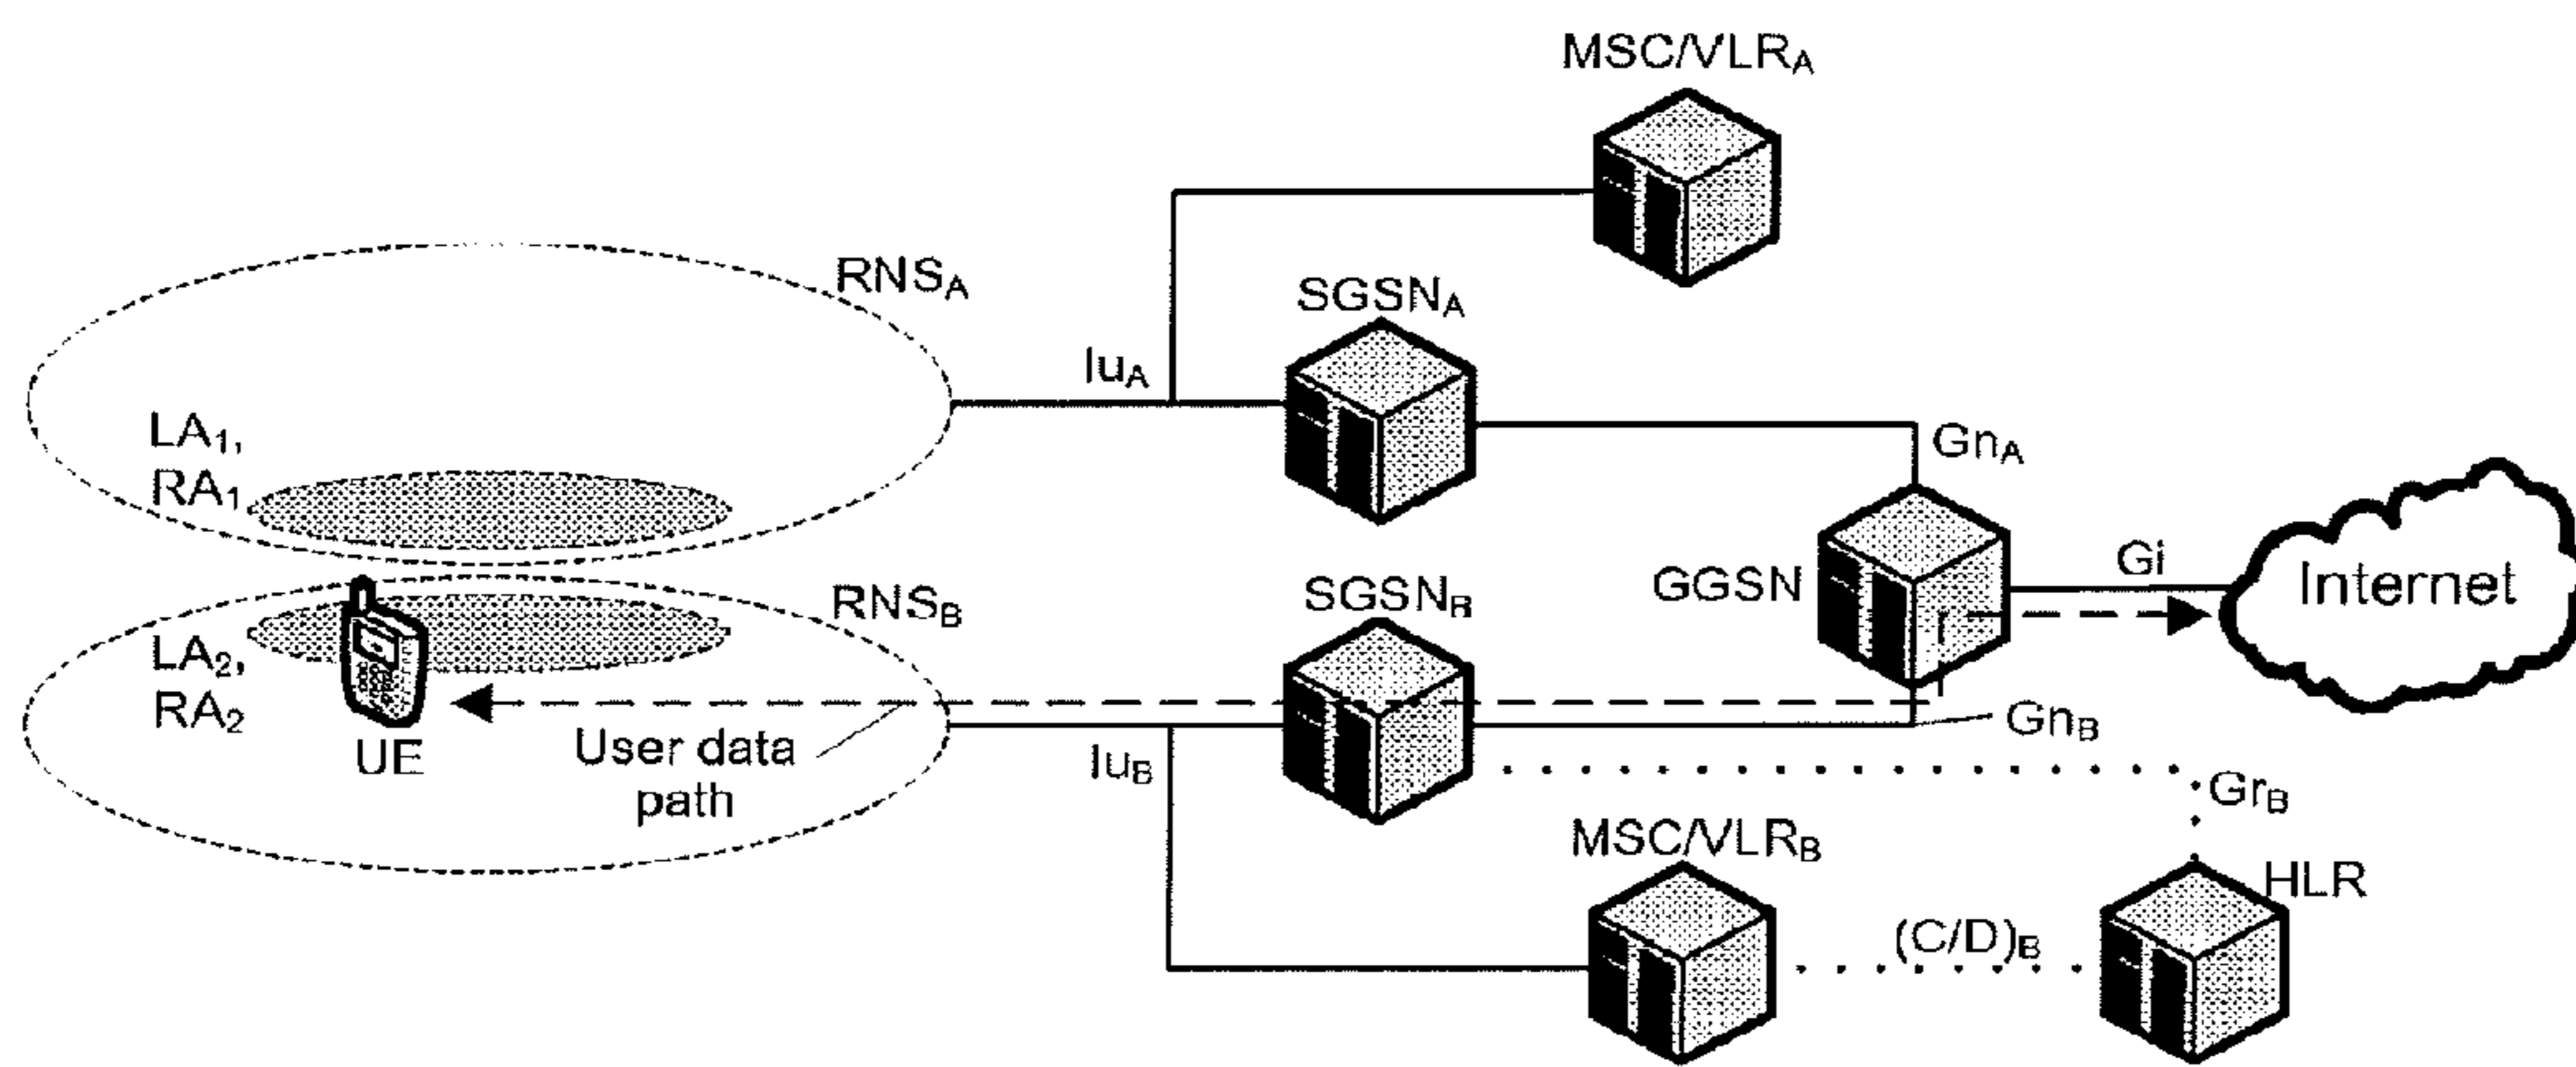 MSC/VLRA
RNSA
SGSNA
IuA
LA1,
RA1
GnA
RNSB
SGSNB
GGSN
Gi
Internet
LA2,
RA2
UE
User data
path
IuB
GnB
GrB
MSC/VLRB
HLR
(C/D)B